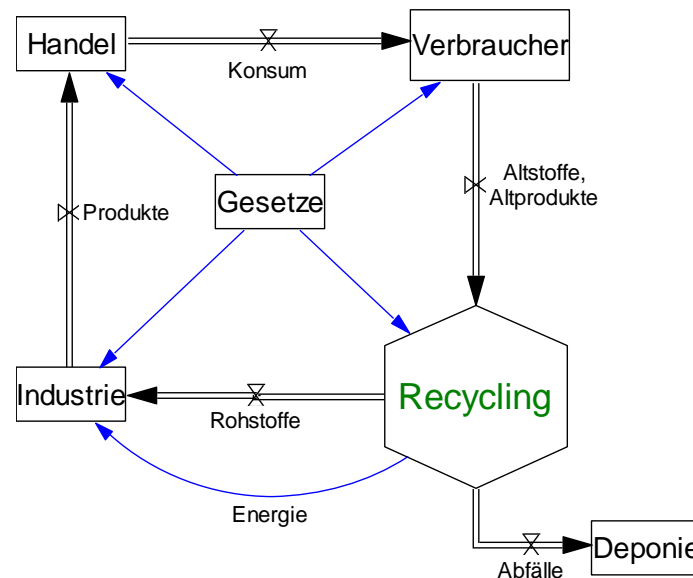 Handel
Konsum
Verbraucher
Produkte
Gesetze
Altstoffe,
Altprodukte
Industrie
Rohstoffe
Recycling
Energie
Abfälle
Deponie